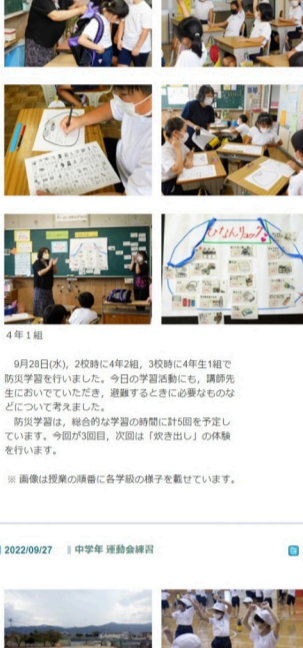 ひなんリュック
4年1組
9月28日(水),2校時に4年2組,3校時に4年生1組で
防災学習を行いました。今日の学習活動にも,講師先
生においでていただき,避難するときに必要なものな
どについて考えました。
防災学習は,総合的な学習の時間に計5回を予定し
ています。今回が3回目,次回は「炊き出し」の体験
を行います。
※ 画像は授業の順番に各学級の様子を載せています。
2022/09/27 中学年 運動会練習